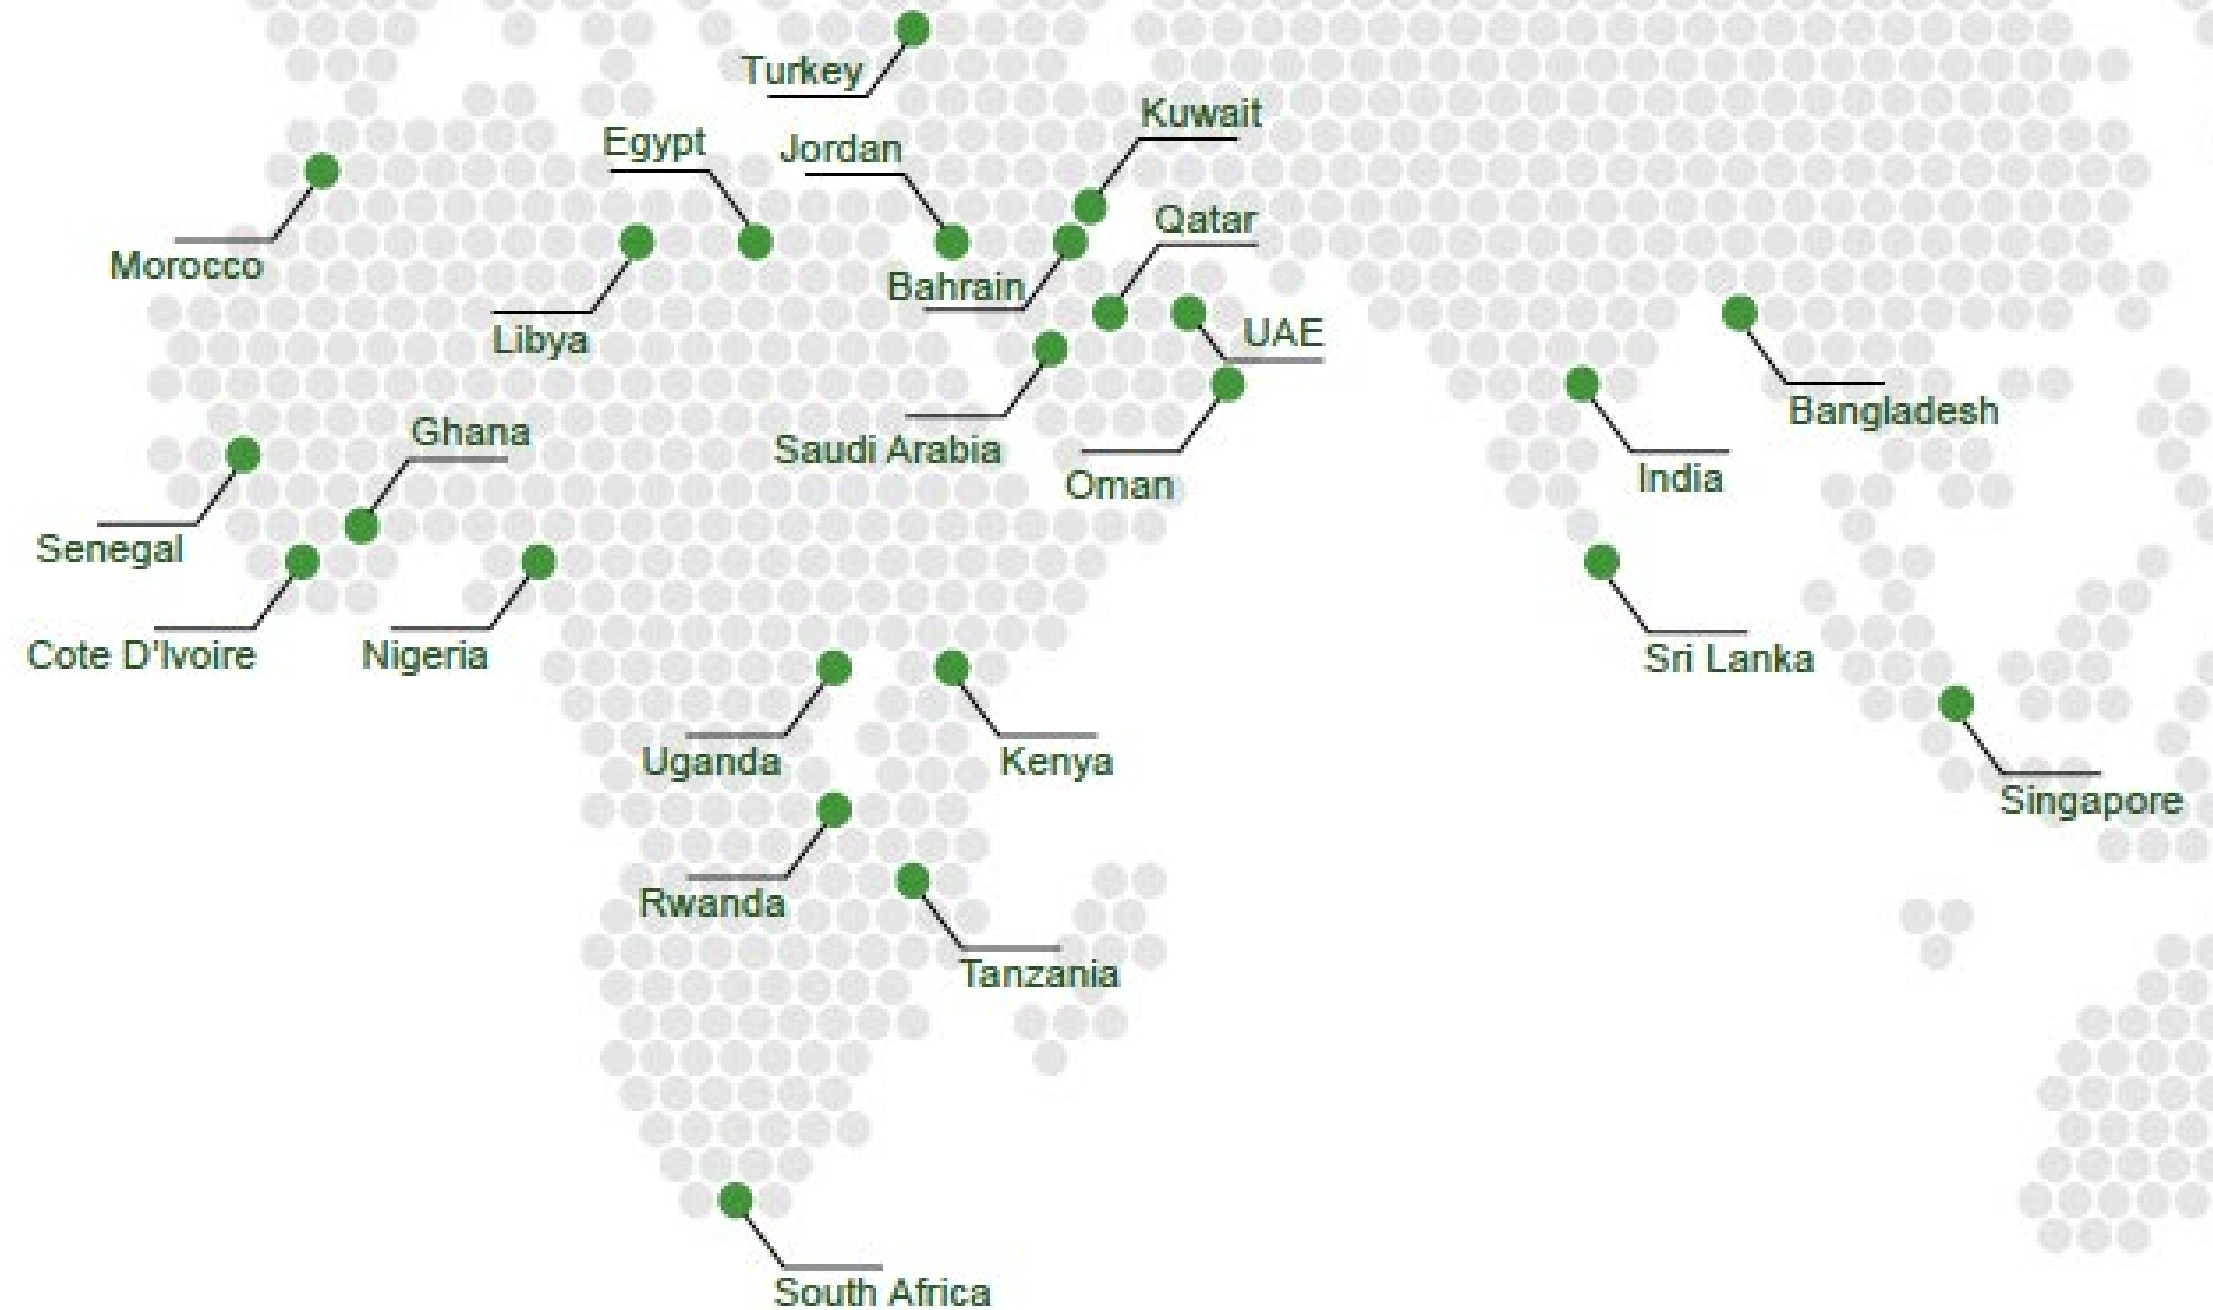 Turkey
Kuwait
Egypt
Jordan
Qatar
Morocco
Bahrain
Libya
UAE
Bangladesh
Ghana
Saudi Arabia
Oman
India
Senegal
Cote D'Ivoire
Nigeria
Sri Lanka
Uganda
Kenya
Singapore
Rwanda
Tanzania
South Africa